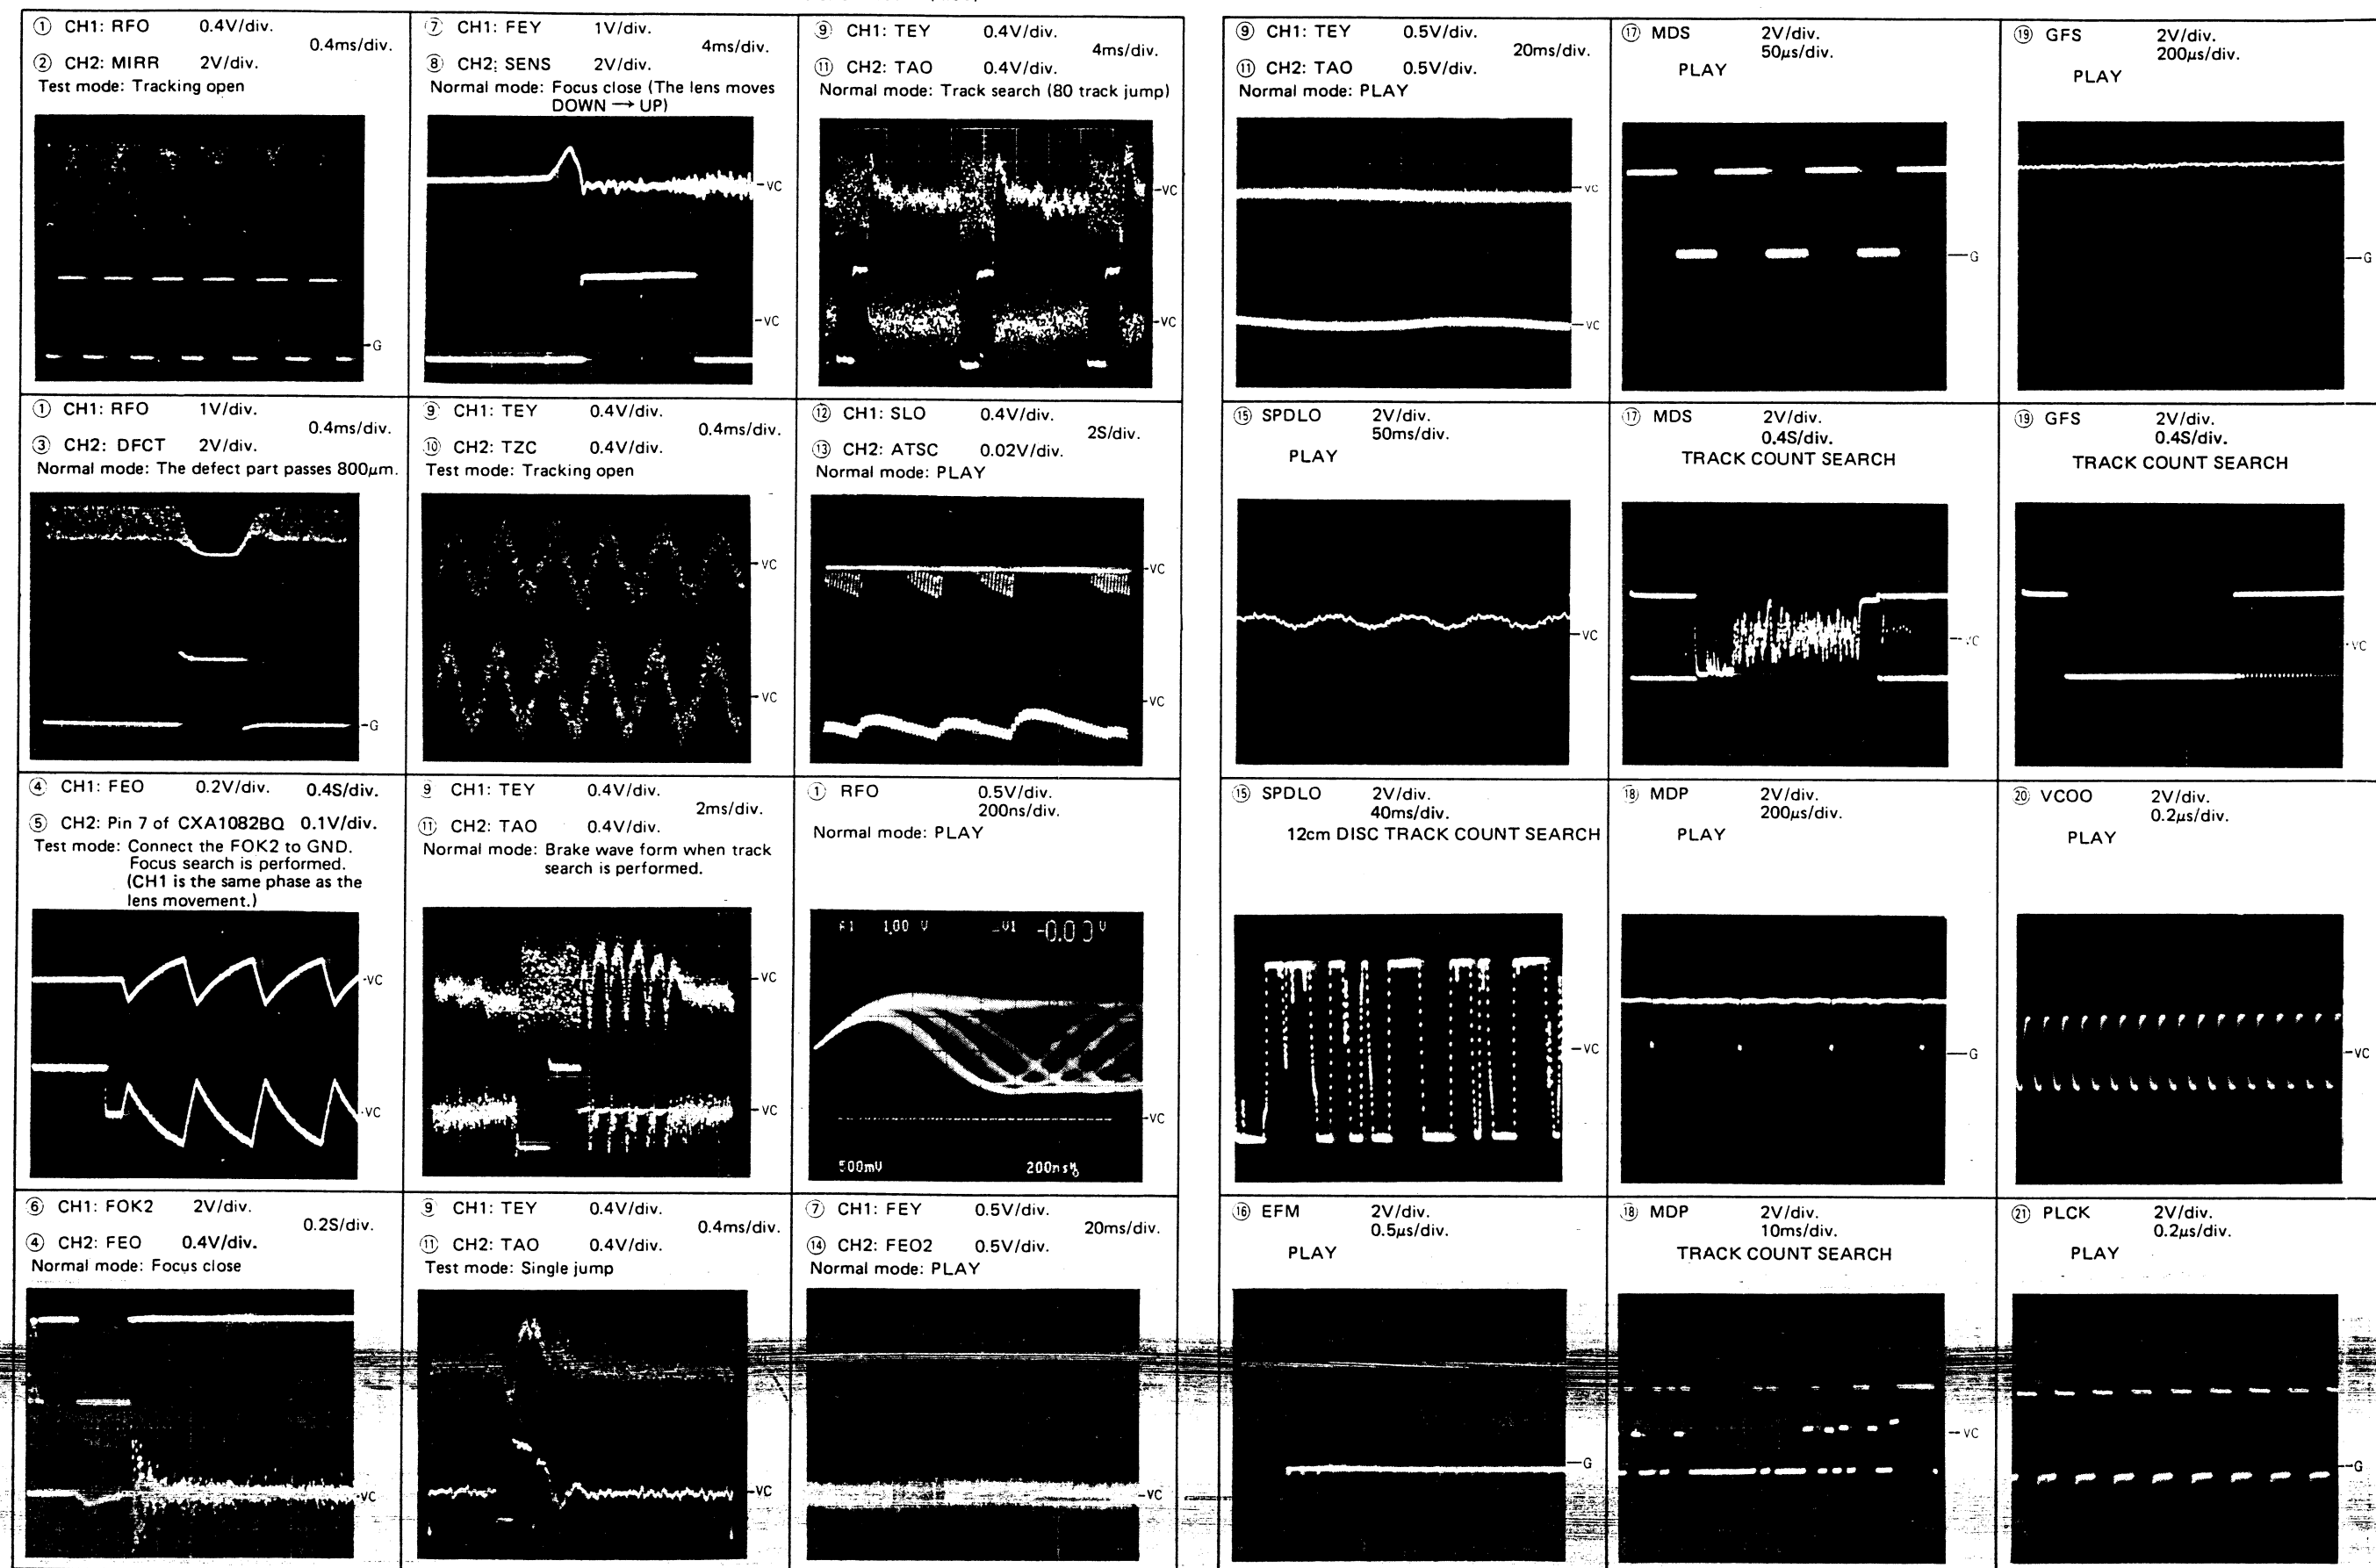 ① CH1: RFO 0.4V/div.
0.4ms/div.
② CH2: MIRR 2V/div.
Test mode: Tracking open
G
⑦ CH1: FEY 1V/div.
4ms/div.
⑧ CH2: SENS 2V/div.
Normal mode: Focus close (The lens moves
DOWN → UP)
VC
VC
⑨ CH1: TEY 0.4V/div.
4ms/div.
⑪ CH2: TAO 0.4V/div.
Normal mode: Track search (80 track jump)
VC
VC
⑨ CH1: TEY 0.5V/div.
20ms/div.
⑪ CH2: TAO 0.5V/div.
Normal mode: PLAY
VC
VC
⑰ MDS 2V/div.
50µs/div.
PLAY
G
⑲ GFS 2V/div.
200µs/div.
PLAY
G
① CH1: RFO 1V/div.
0.4ms/div.
③ CH2: DFCT 2V/div.
Normal mode: The defect part passes 800µm.
G
⑨ CH1: TEY 0.4V/div.
0.4ms/div.
⑩ CH2: TZC 0.4V/div.
Test mode: Tracking open
VC
VC
⑫ CH1: SLO 0.4V/div.
2S/div.
⑬ CH2: ATSC 0.02V/div.
Normal mode: PLAY
VC
VC
⑮ SPDLO 2V/div.
50ms/div.
PLAY
VC
⑰ MDS 2V/div.
0.4S/div.
TRACK COUNT SEARCH
⑲ GFS 2V/div.
0.4S/div.
TRACK COUNT SEARCH
VC
④ CH1: FEO 0.2V/div. 0.4S/div.
⑤ CH2: Pin 7 of CXA1082BQ 0.1V/div.
Test mode: Connect the FOK2 to GND.
Focus search is performed.
(CH1 is the same phase as the
lens movement.)
VC
VC
⑨ CH1: TEY 0.4V/div.
2ms/div.
⑪ CH2: TAO 0.4V/div.
Normal mode: Brake wave form when track
search is performed.
VC
VC
① RFO 0.5V/div.
200ns/div.
Normal mode: PLAY
1.00 V
VC
500mV 200ns
⑮ SPDLO 2V/div.
40ms/div.
12cm DISC TRACK COUNT SEARCH
VC
⑱ MDP 2V/div.
200µs/div.
PLAY
G
⑳ VCOO 2V/div.
0.2µs/div.
PLAY
VC
⑥ CH1: FOK2 2V/div.
0.2S/div.
④ CH2: FEO 0.4V/div.
Normal mode: Focus close
VC
⑨ CH1: TEY 0.4V/div.
0.4ms/div.
⑪ CH2: TAO 0.4V/div.
Test mode: Single jump
VC
⑦ CH1: FEY 0.5V/div.
20ms/div.
⑭ CH2: FEO2 0.5V/div.
Normal mode: PLAY
VC
⑯ EFM 2V/div.
0.5µs/div.
PLAY
G
⑱ MDP 2V/div.
10ms/div.
TRACK COUNT SEARCH
VC
㉑ PLCK 2V/div.
0.2µs/div.
PLAY
G